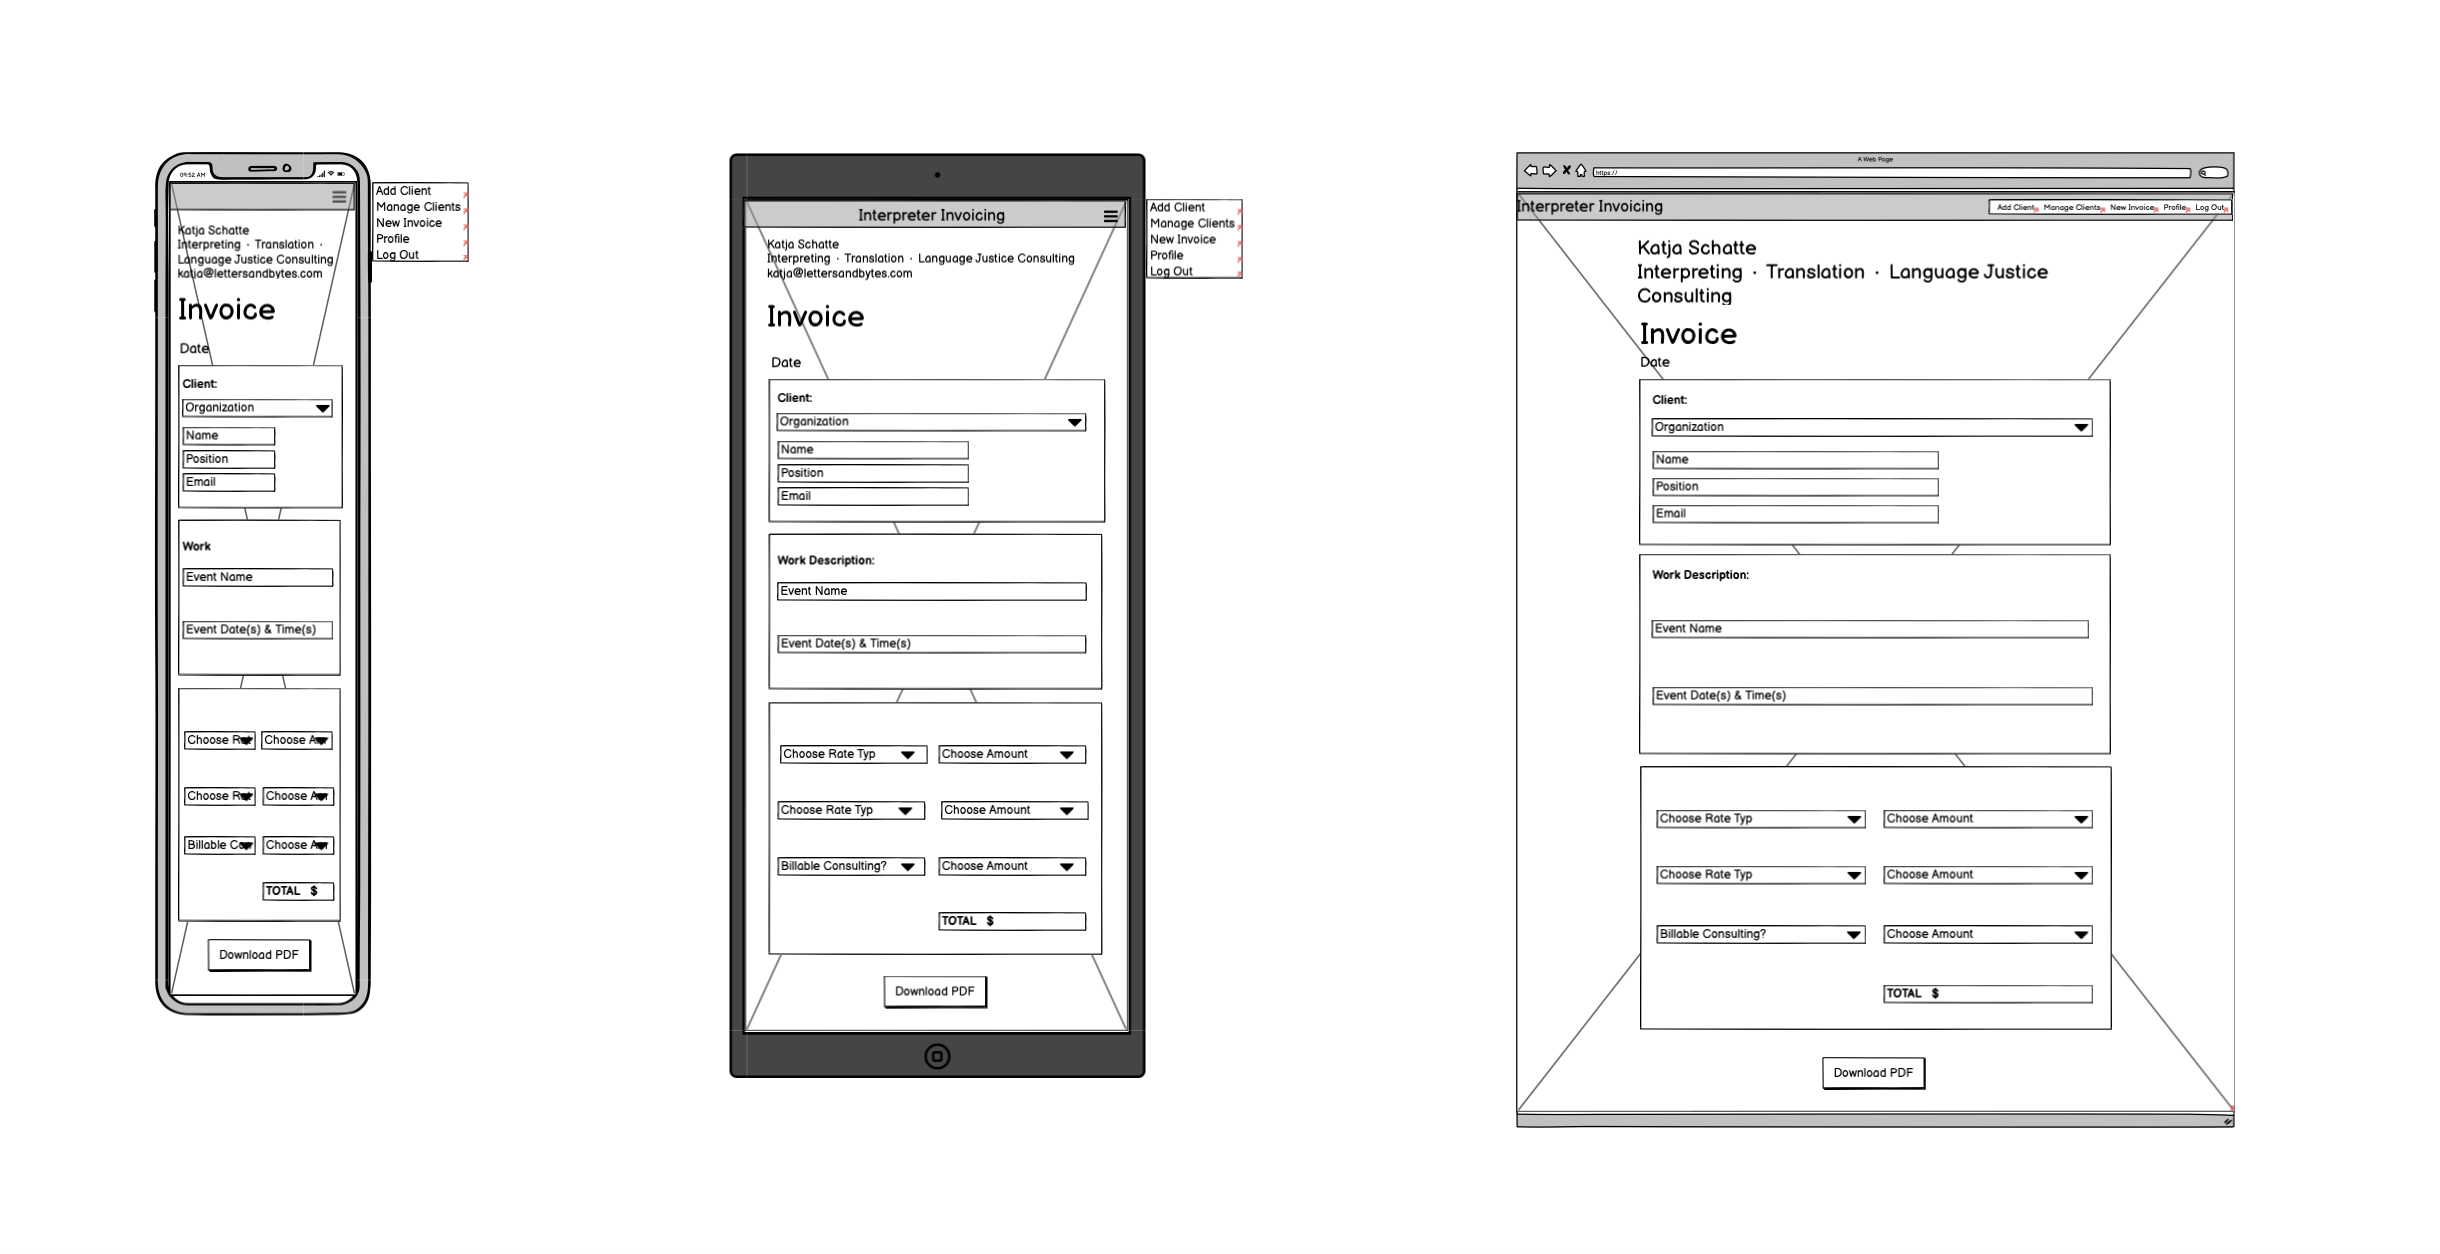 09:52 AM
Katja Schatte
Interpreting · Translation ·
Language Justice Consulting
katja@lettersandbytes.com
Invoice
Date
Client:
Organization
Name
Position
Email
Work
Event Name
Event Date(s) & Time(s)
Choose
Choose
Choose
Choose
Billable
Choose
TOTAL $
Download PDF
Add Client
Manage Clients
New Invoice
Profile
Log Out
Interpreter Invoicing
Katja Schatte
Interpreting · Translation · Language Justice Consulting
katja@lettersandbytes.com
Invoice
Date
Client:
Organization
Name
Position
Email
Work Description:
Event Name
Event Date(s) & Time(s)
Choose Rate Typ
Choose Amount
Choose Rate Typ
Choose Amount
Billable Consulting?
Choose Amount
TOTAL $
Download PDF
Add Client
Manage Clients
New Invoice
Profile
Log Out
A Web Page
https://
Interpreter Invoicing
Add Client Manage Clients New Invoice Profile Log Out
Katja Schatte
Interpreting · Translation · Language Justice
Consulting
Invoice
Date
Client:
Organization
Name
Position
Email
Work Description:
Event Name
Event Date(s) & Time(s)
Choose Rate Typ
Choose Amount
Choose Rate Typ
Choose Amount
Billable Consulting?
Choose Amount
TOTAL $
Download PDF